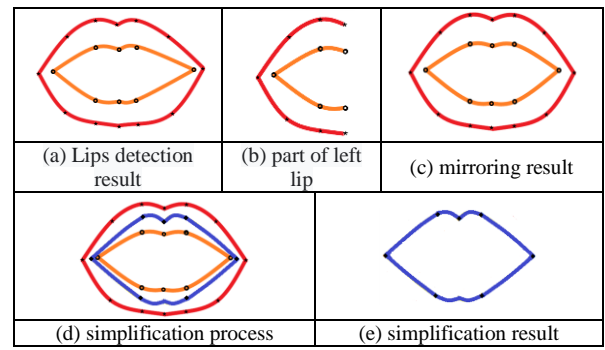 (a) Lips detection
result
(b) part of left
lip
(c) mirroring result
(d) simplification process
(e) simplification result